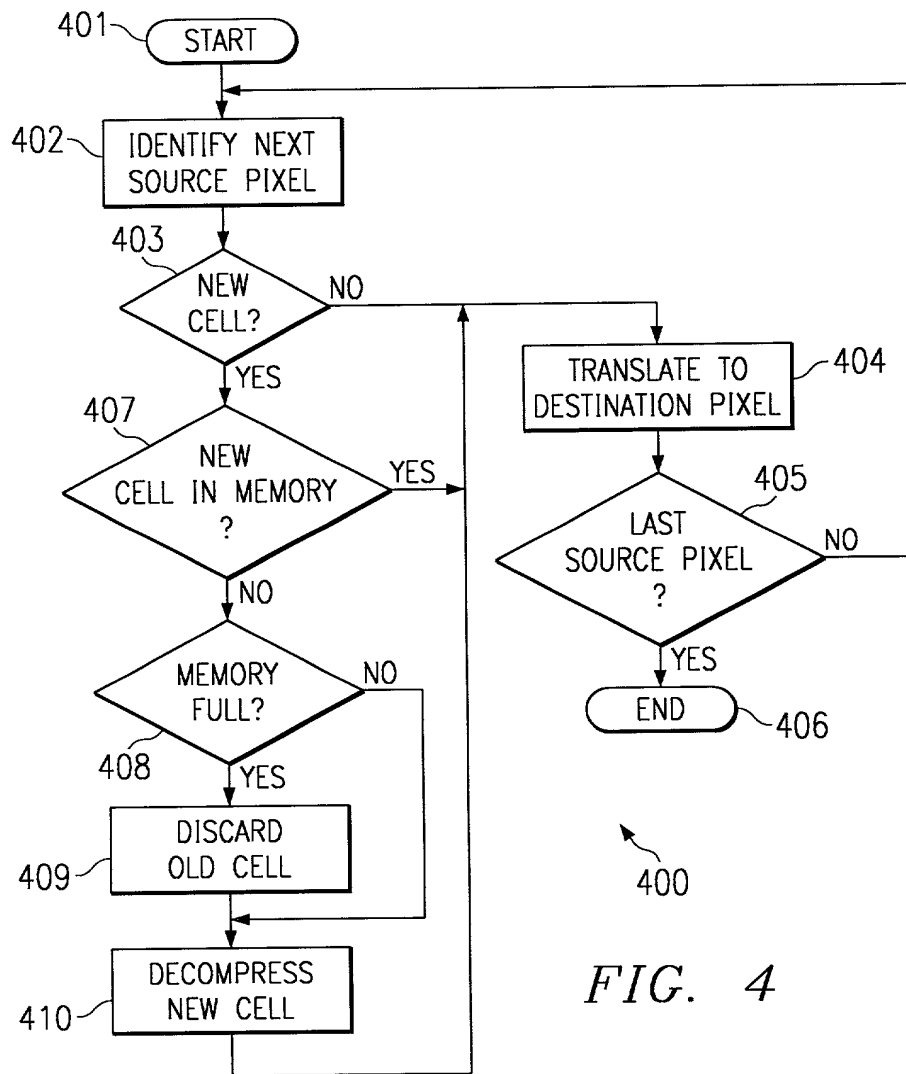 401
START
402
IDENTIFY NEXT
SOURCE PIXEL
403
NEW
CELL?
NO
YES
404
TRANSLATE TO
DESTINATION PIXEL
407
NEW
CELL IN MEMORY
?
YES
NO
405
LAST
SOURCE PIXEL
?
NO
YES
END
406
MEMORY
FULL?
NO
408
YES
DISCARD
OLD CELL
409
400
DECOMPRESS
NEW CELL
410
FIG. 4